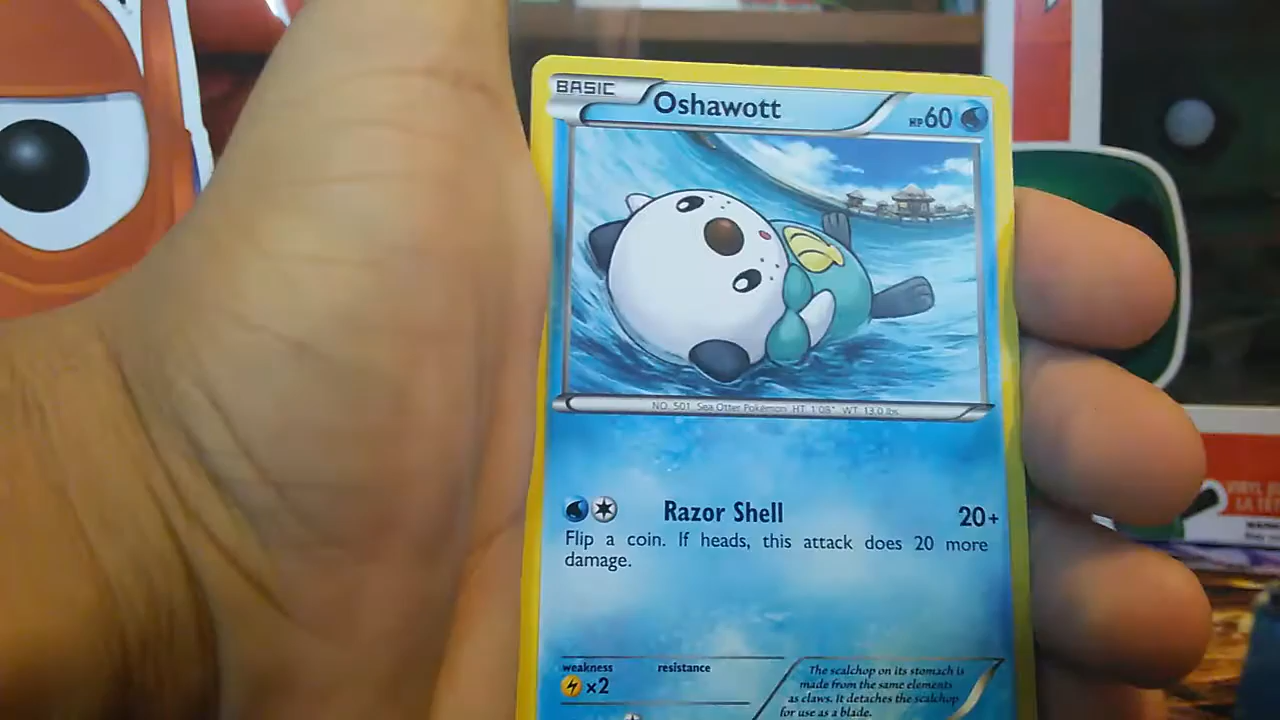 BASIC
Oshawott
HP60
NO. 501 Sea Otter Pokémon HT: 1'08" WT: 13.0 lbs.
Razor Shell 20+
Flip a coin. If heads, this attack does 20 more
damage.
weakness resistance
×2
The scalchop on its stomach is
made from the same elements
as claws. It detaches the scalchop
for use as a blade.